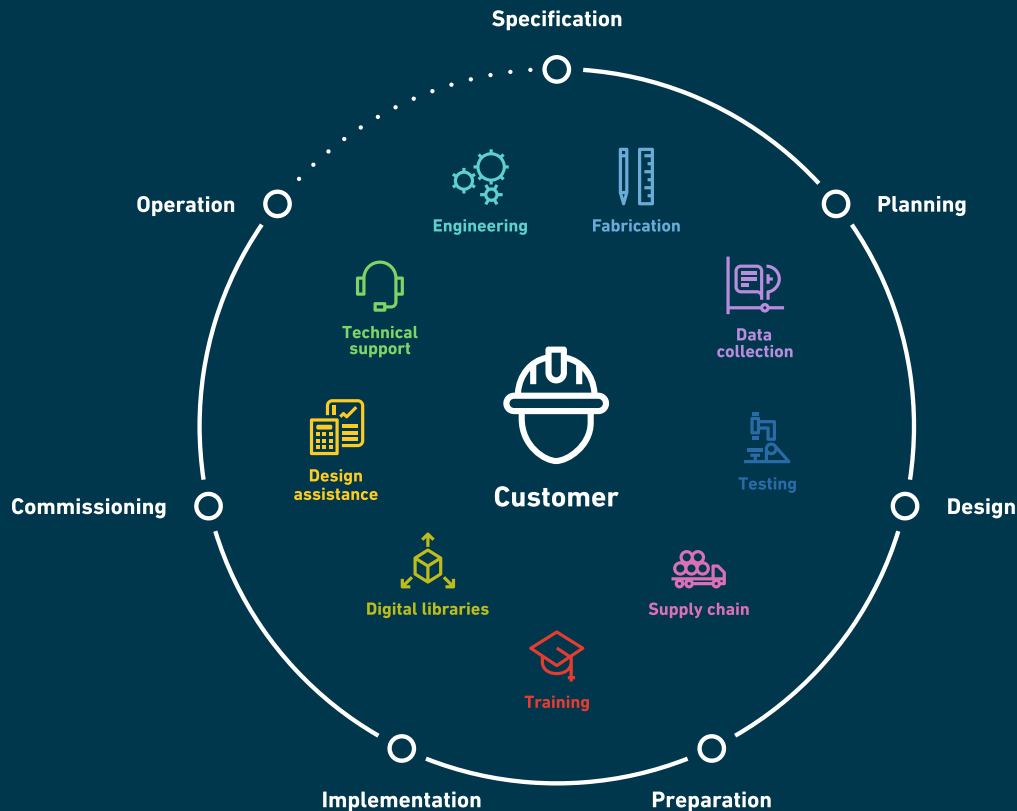 Specification
Operation
Planning
Engineering
Fabrication
Technical
support
Data
collection
Design
assistance
Testing
Customer
Commissioning
Design
Digital libraries
Supply chain
Training
Implementation
Preparation